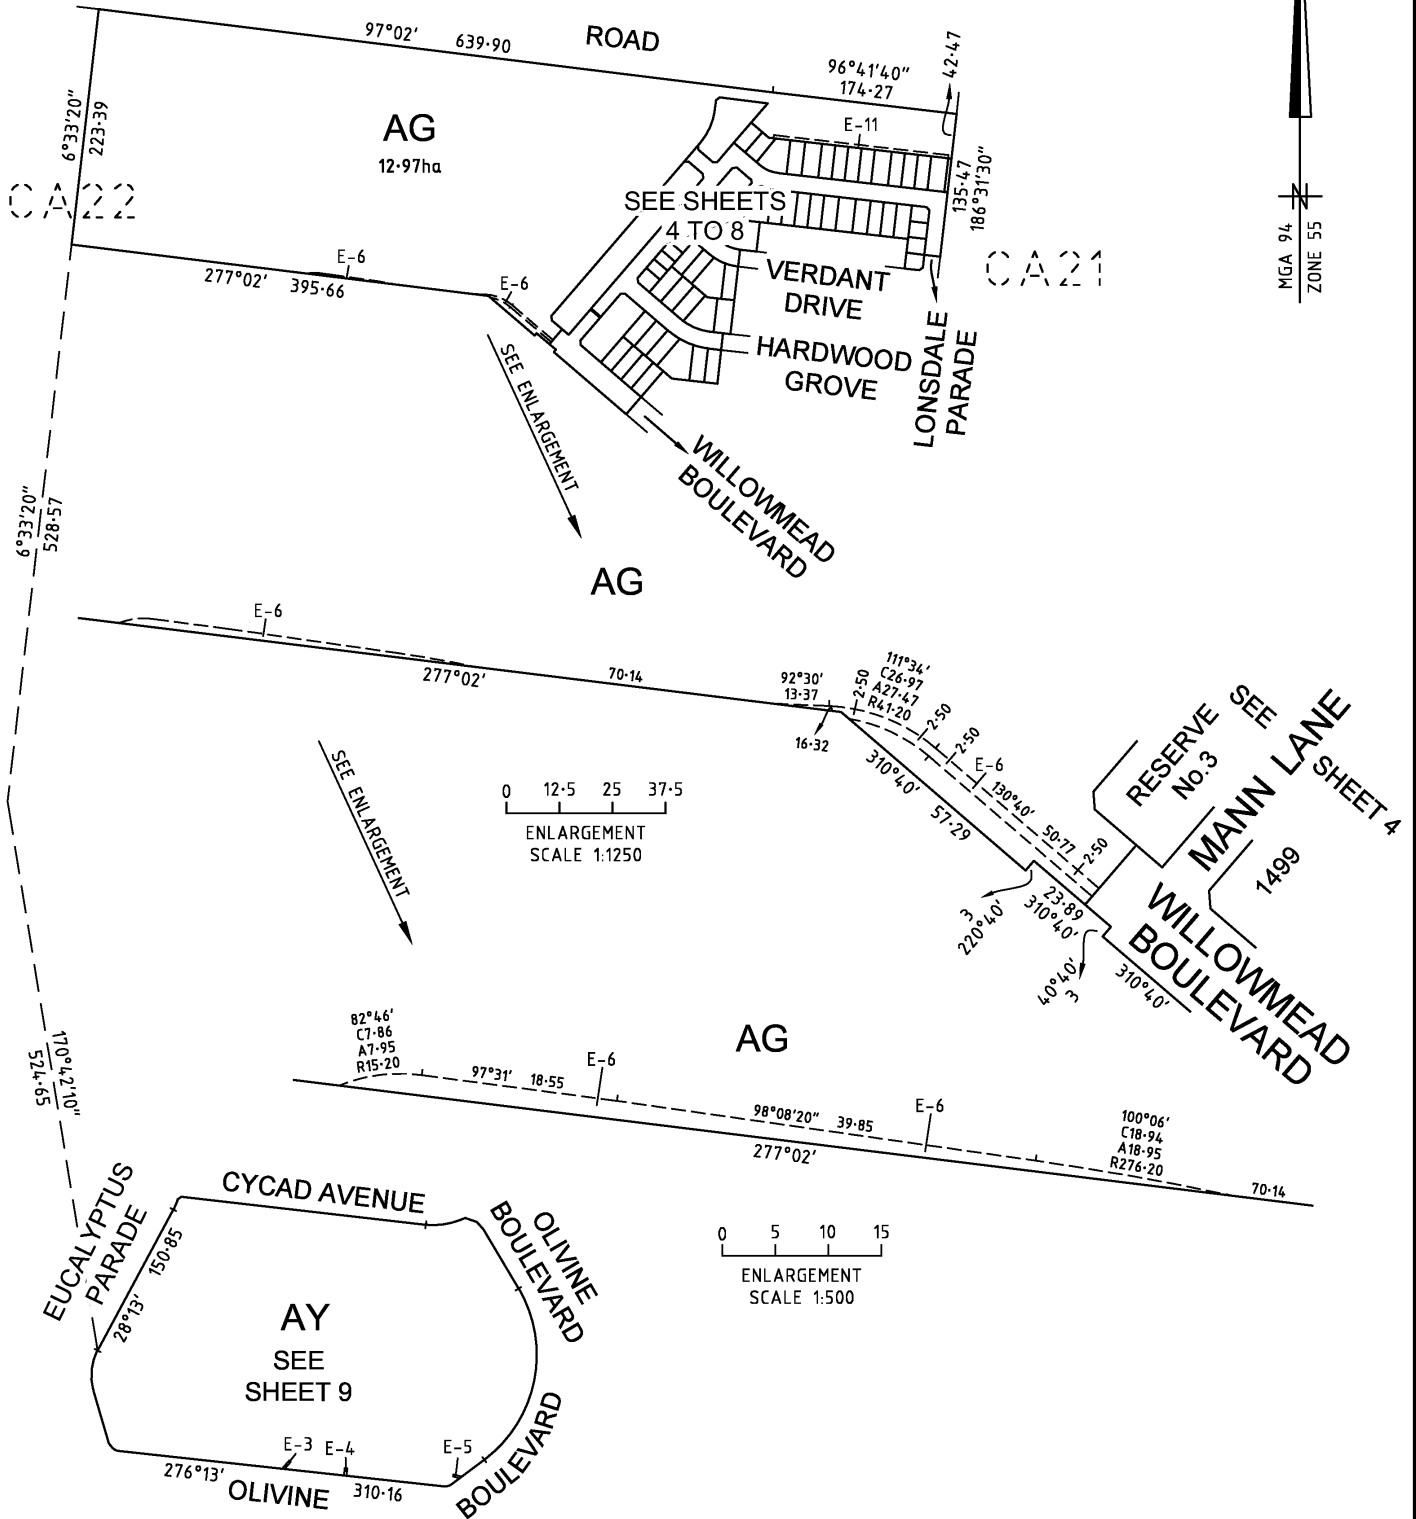 97°02' 639·90
ROAD
96°41'40"
174·27
42·47
6°33'20"
223·39
AG
12·97ha
E-11
135·47
186°31'30"
CA22
SEE SHEETS
4 TO 8
CA21
MGA 94
ZONE 55
N
E-6
277°02' 395·66
E-6
VERDANT
DRIVE
HARDWOOD
GROVE
LONSDALE
PARADE
SEE ENLARGEMENT
WILLOWMEAD
BOULEVARD
6°33'20"
528·57
AG
E-6
277°02'
70·14
92°30'
13·37
16·32
2·50
111°34'
C26·97
A27·47
R41·20
2·50
2·50
E-6
130°40'
50·77
2·50
310°40'
57·29
3
220°40'
23·89
310°40'
40°40'
3
310°40'
RESERVE
No.3
SEE
SHEET 4
MANN LANE
1499
WILLOWMEAD
BOULEVARD
SEE ENLARGEMENT
0 12·5 25 37·5
ENLARGEMENT
SCALE 1:1250
170°42'10"
524·65
82°46'
C7·86
A7·95
R15·20
97°31' 18·55
E-6
AG
98°08'20" 39·85
E-6
277°02'
100°06'
C18·94
A18·95
R276·20
70·14
0 5 10 15
ENLARGEMENT
SCALE 1:500
CYCAD AVENUE
OLIVINE
BOULEVARD
EUCALYPTUS
PARADE
28°13'
150·85
AY
SEE
SHEET 9
E-3
E-4
E-5
276°13'
310·16
OLIVINE
BOULEVARD